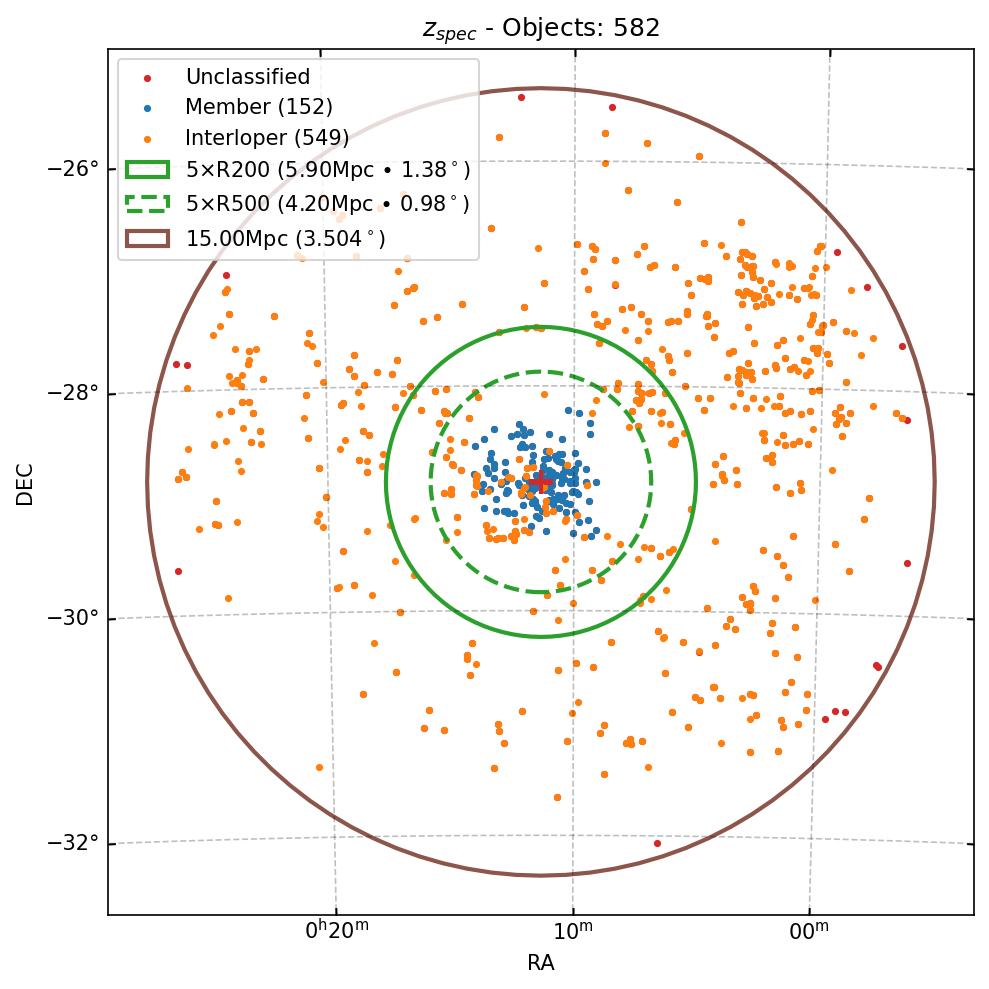 z_spec - Objects: 582
Unclassified
Member (152)
Interloper (549)
5×R200 (5.90Mpc • 1.38°)
5×R500 (4.20Mpc • 0.98°)
15.00Mpc (3.504°)
−26°
−28°
−30°
−32°
DEC
0ʰ20ᵐ 10ᵐ 00ᵐ
RA